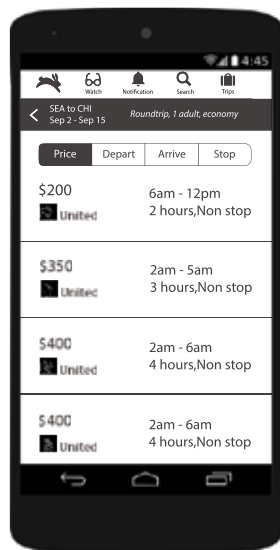 4:45
Watch Notification Search Trips
SEA to CHI
Sep 2 - Sep 15
Roundtrip, 1 adult, economy
Price Depart Arrive Stop
$200
6am - 12pm
United
2 hours,Non stop
$350
2am - 5am
United
3 hours,Non stop
$400
2am - 6am
United
4 hours,Non stop
$400
2am - 6am
United
4 hours,Non stop